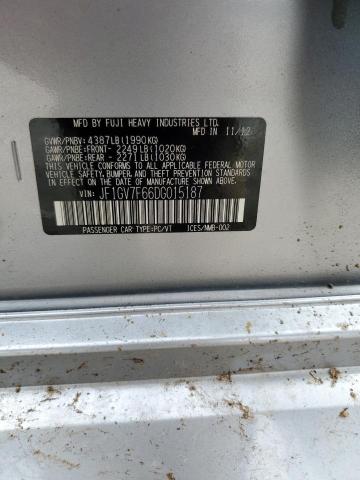 MFD BY FUJI HEAVY INDUSTRIES LTD.
MFD IN 11/12
GVWR/PNBV: 4387LB(1990KG)
GAWR/PNBE:FRONT- 2249LB(1020KG)
GAWR/PNBE:REAR - 2271LB(1030KG)
THIS VEHICLE CONFORMS TO ALL APPLICABLE FEDERAL MOTOR
VEHICLE SAFETY, BUMPER, AND THEFT PREVENTION STANDARDS
IN EFFECT ON THE DATE OF MANUFACTURE SHOWN ABOVE.
VIN: JF1GV7F66DG015187
PASSENGER CAR TYPE:PC/VT ICES/NMB-002